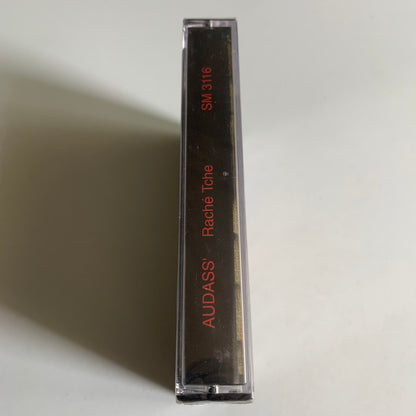 AUDASS' Raché Tche SM 3116